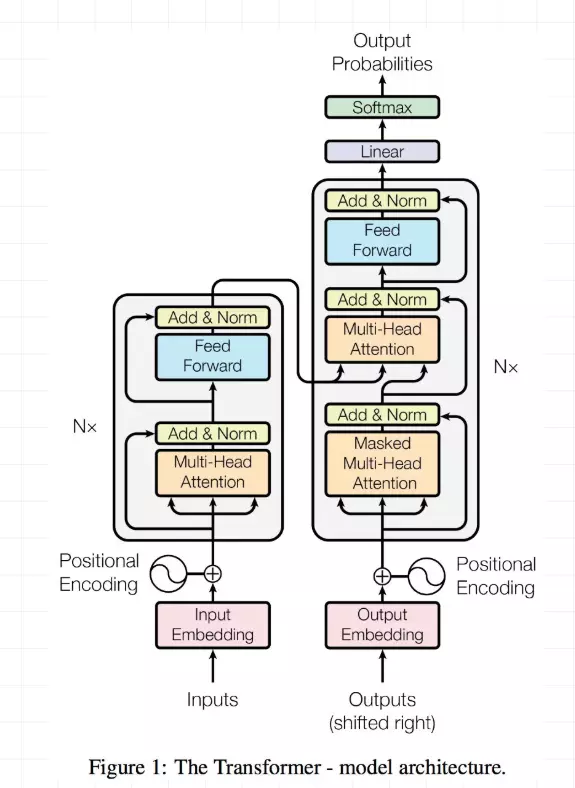 Output
Probabilities
Softmax
Linear
Add & Norm
Feed
Forward
Add & Norm
Multi-Head
Attention
Add & Norm
Masked
Multi-Head
Attention
Nx
Positional
Encoding
Output
Embedding
Outputs
(shifted right)
Add & Norm
Feed
Forward
Add & Norm
Multi-Head
Attention
Nx
Positional
Encoding
Input
Embedding
Inputs
Figure 1: The Transformer - model architecture.